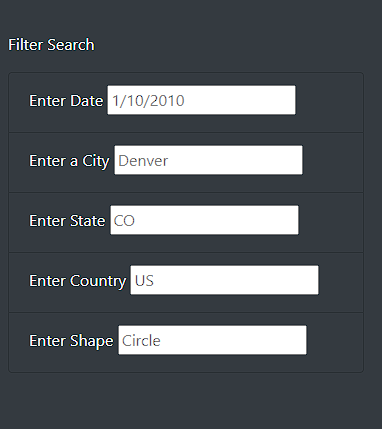 Filter Search
Enter Date 1/10/2010
Enter a City Denver
Enter State CO
Enter Country US
Enter Shape Circle